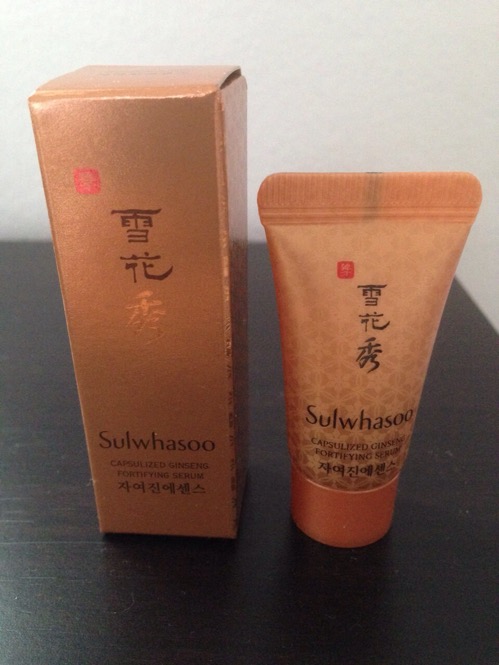 雪
花
秀
Sulwhasoo
CAPSULIZED GINSENG
FORTIFYING SERUM
자여진에센스
雪
花
秀
Sulwhasoo
CAPSULIZED GINSENG
FORTIFYING SERUM
자여진에센스